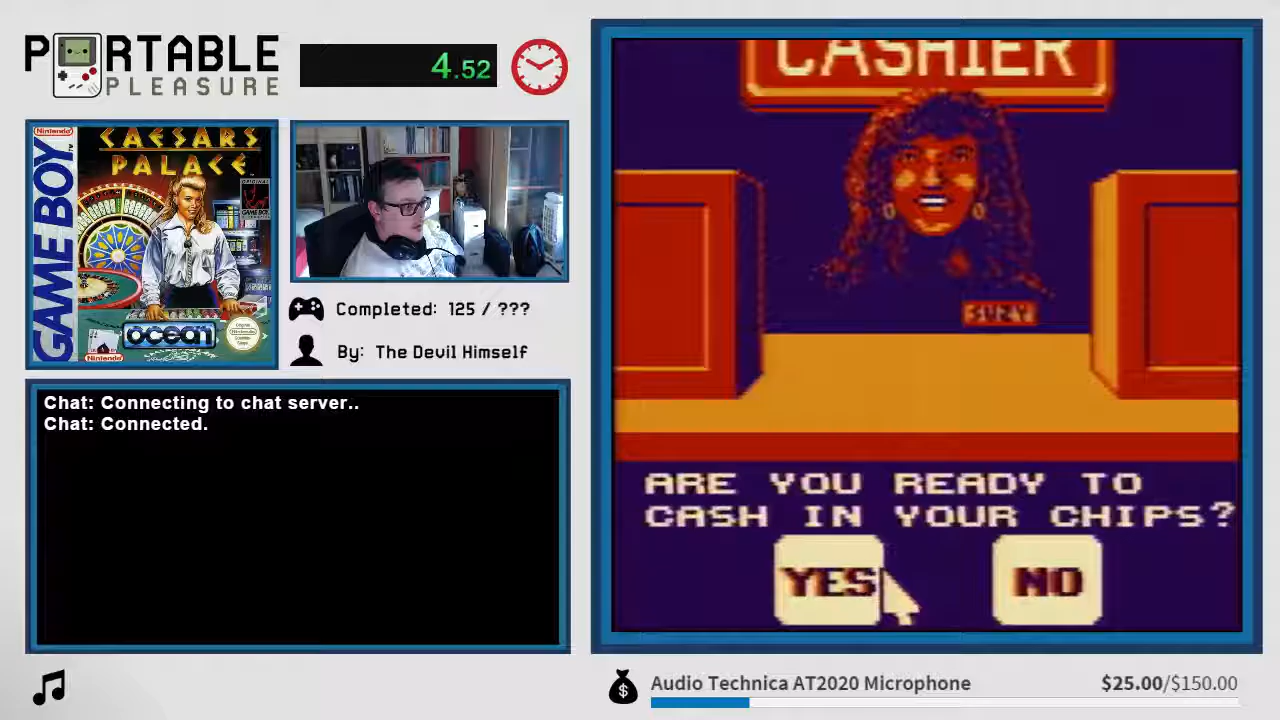 PORTABLE
PLEASURE
4.52
Nintendo
CAESARS
PALACE
GAME BOY
ocean
Nintendo
Completed: 125 / ???
By: The Devil Himself
Chat: Connecting to chat server..
Chat: Connected.
CASHIER
SUZY
ARE YOU READY TO
CASH IN YOUR CHIPS?
YES
NO
Audio Technica AT2020 Microphone
$25.00/$150.00